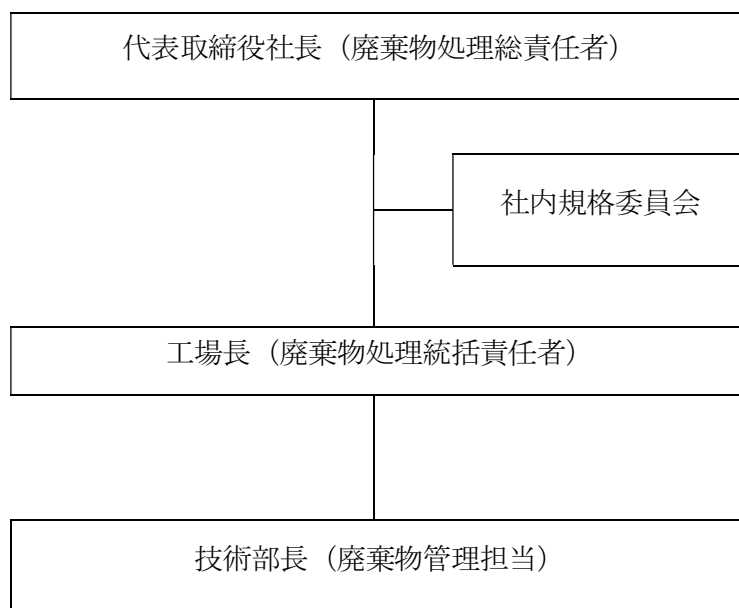 代表取締役社長（廃棄物処理総責任者）
社内規格委員会
工場長（廃棄物処理統括責任者）
技術部長（廃棄物管理担当）